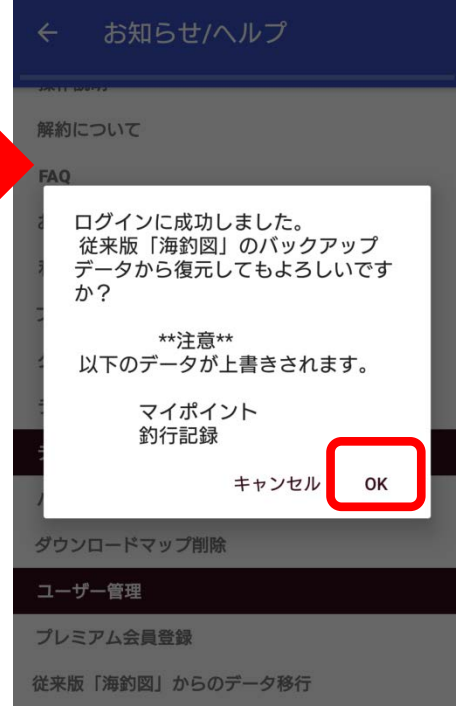 ← お知らせ/ヘルプ
解約について
FAQ
ログインに成功しました。
従来版「海釣図」のバックアップ
データから復元してもよろしいです
か？
**注意**
以下のデータが上書きされます。
マイポイント
釣行記録
キャンセル
OK
ダウンロードマップ削除
ユーザー管理
プレミアム会員登録
従来版「海釣図」からのデータ移行